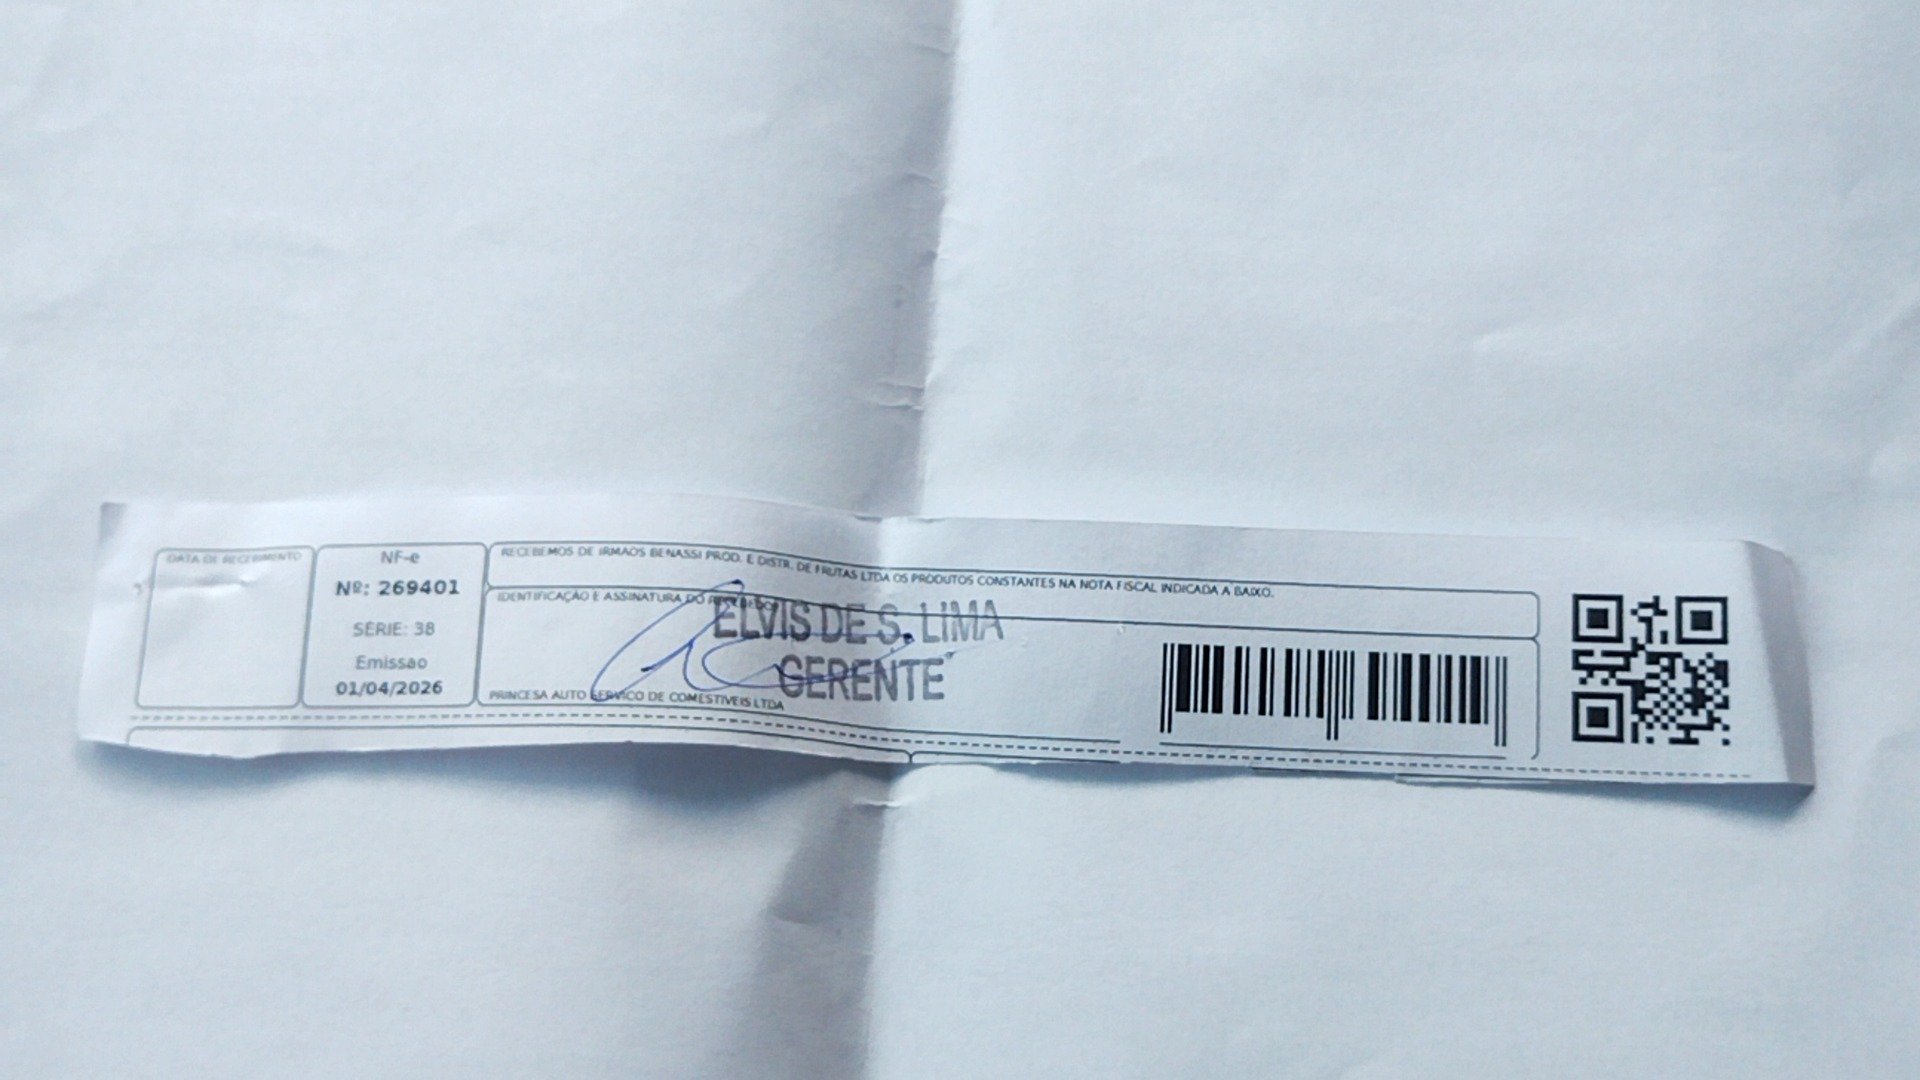 DATA DE RECEBIMENTO
NF-e
Nº: 269401
SÉRIE: 38
Emissao
01/04/2026
RECEBEMOS DE IRMAOS BENASSI PROD. E DISTR. DE FRUTAS LTDA OS PRODUTOS CONSTANTES NA NOTA FISCAL INDICADA A BAIXO.
IDENTIFICAÇÃO E ASSINATURA DO RECEBEDOR
ELVIS DE S. LIMA
GERENTE
PRINCESA AUTO SERVICO DE COMESTIVEIS LTDA